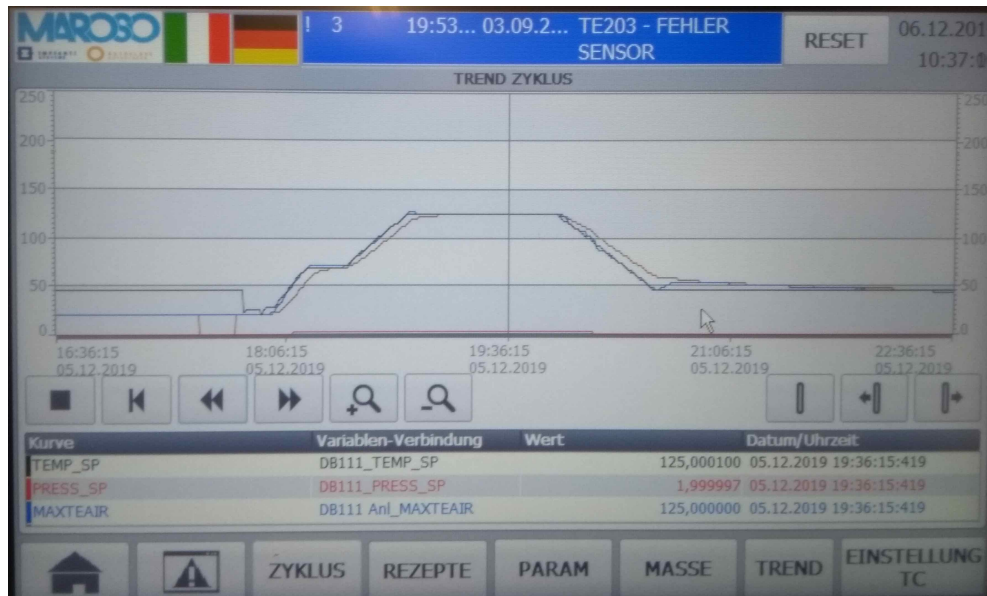 MAROSO
! 3 19:53... 03.09.2... TE203 - FEHLER
SENSOR
RESET
06.12.201
10:37:
TREND ZYKLUS
250
200
150
100
50
0
250
200
150
100
50
0
16:36:15
05.12.2019
18:06:15
05.12.2019
19:36:15
05.12.2019
21:06:15
05.12.2019
22:36:15
05.12.2019
Kurve Variablen-Verbindung Wert Datum/Uhrzeit
TEMP_SP DB111_TEMP_SP 125,000100 05.12.2019 19:36:15:419
PRESS_SP DB111_PRESS_SP 1,999997 05.12.2019 19:36:15:419
MAXTEAIR DB111 Anl_MAXTEAIR 125,000000 05.12.2019 19:36:15:419
ZYKLUS
REZEPTE
PARAM
MASSE
TREND
EINSTELLUNG
TC